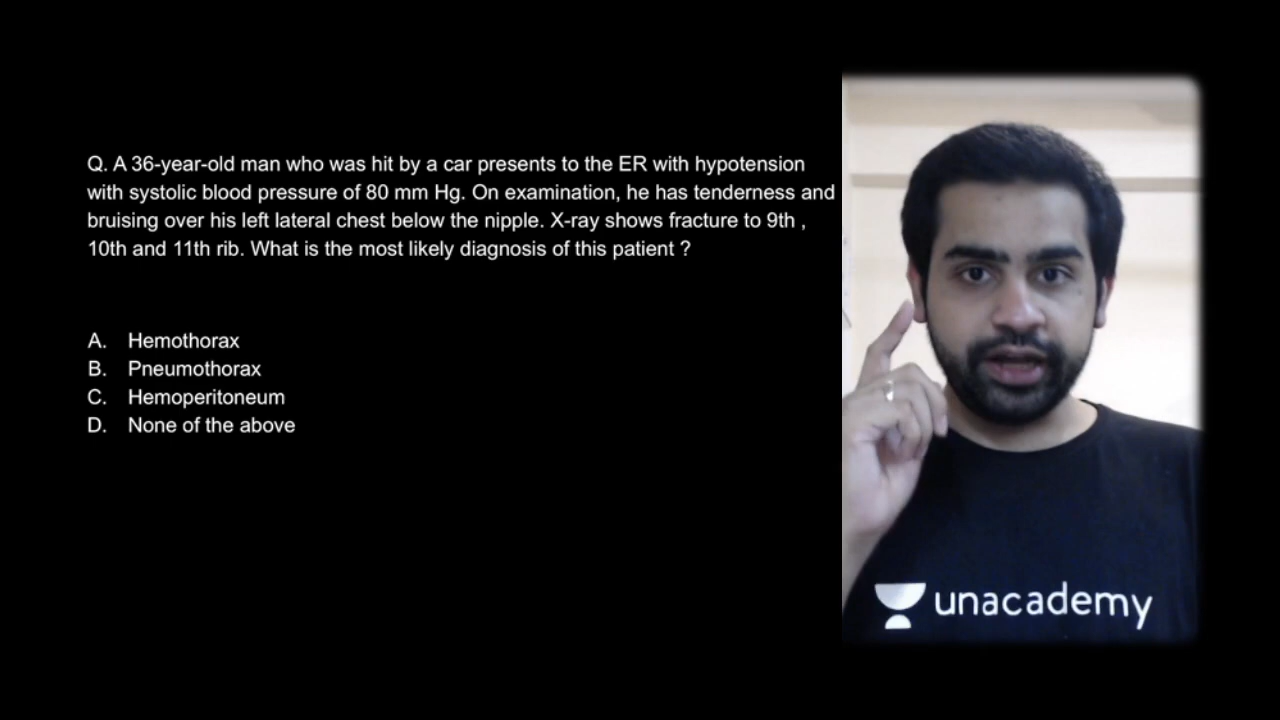 Q. A 36-year-old man who was hit by a car presents to the ER with hypotension
with systolic blood pressure of 80 mm Hg. On examination, he has tenderness and
bruising over his left lateral chest below the nipple. X-ray shows fracture to 9th ,
10th and 11th rib. What is the most likely diagnosis of this patient ?
A. Hemothorax
B. Pneumothorax
C. Hemoperitoneum
D. None of the above
unacademy